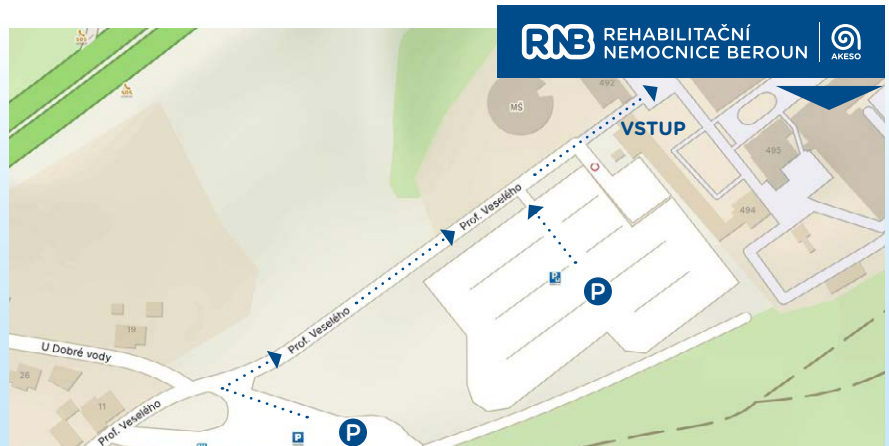 RNB REHABILITAČNÍ
NEMOCNICE BEROUN
AKESO
492
MŠ
VSTUP
495
494
Prof. Veselého
P
P
Prof. Veselého
19
U Dobré vody
26
11
Prof. Veselého
P
P